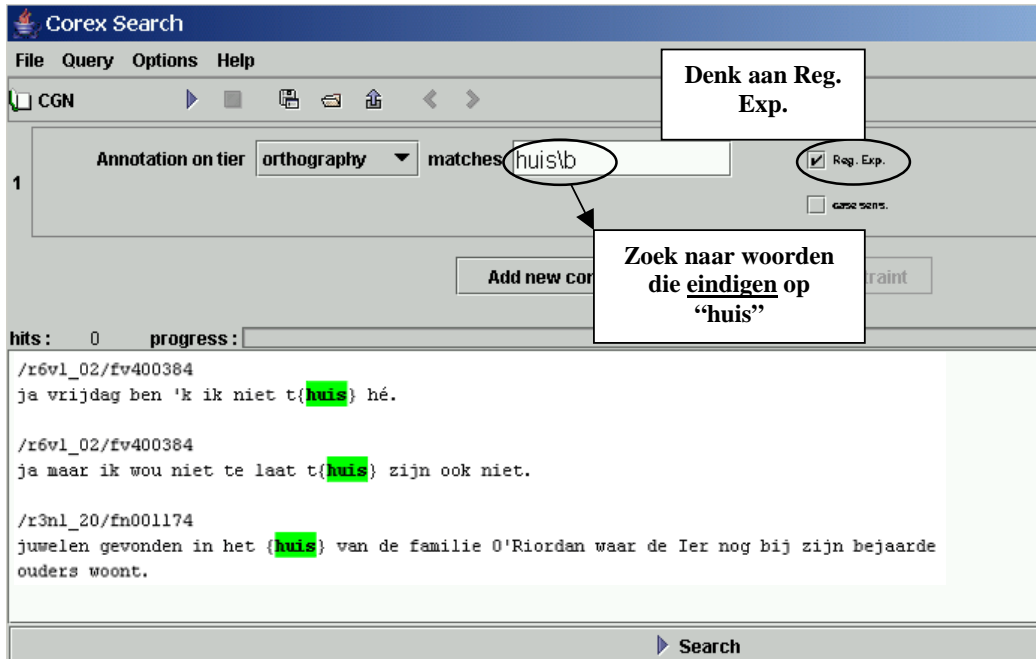 Corex Search
File Query Options Help
CGN
Denk aan Reg.
Exp.
1
Annotation on tier orthography matches huis\b
Reg. Exp.
case sens.
Zoek naar woorden
die eindigen op
“huis”
Add new con
traint
hits : 0 progress :
/r6vl_02/fv400384
ja vrijdag ben 'k ik niet t{huis} hé.
/r6vl_02/fv400384
ja maar ik wou niet te laat t{huis} zijn ook niet.
/r3nl_20/fn001174
juwelen gevonden in het {huis} van de familie O'Riordan waar de Ier nog bij zijn bejaarde
ouders woont.
Search